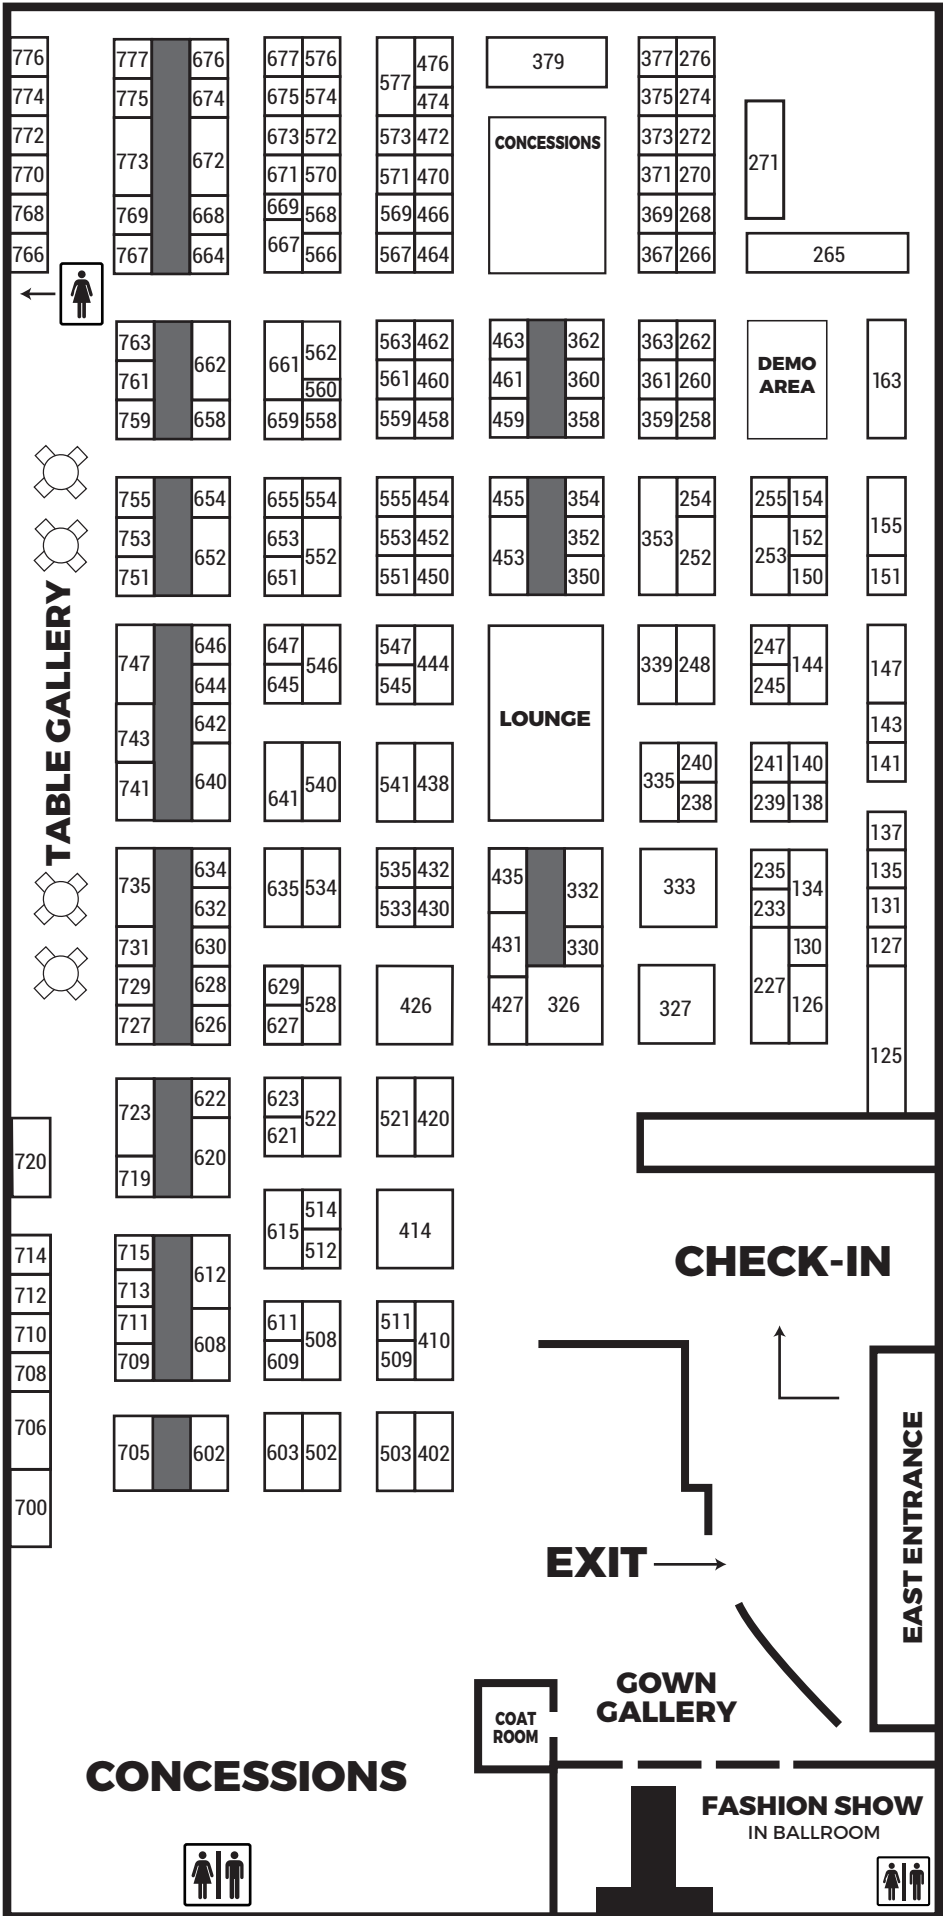 776 777 676 677 576 577 476 379 377 276
774 775 674 675 574 474 375 274
772 773 672 673 572 573 472 CONCESSIONS 373 272 271
770 671 570 571 470 371 270
768 769 668 669 568 569 466 369 268
766 767 664 667 566 567 464 367 266 265
763 662 661 562 563 462 463 362 363 262 DEMO
AREA 163
761 560 561 460 461 360 361 260
759 658 659 558 559 458 459 358 359 258
755 654 655 554 555 454 455 354 353 254 255 154 155
753 652 653 552 553 452 453 352 252 253 152
751 651 551 450 350 150 151
TABLE GALLERY
747 646 647 546 547 444 LOUNGE 339 248 247 144 147
644 645 545 245
743 642 143
741 640 641 540 541 438 335 240 241 140 141
238 239 138
137
735 634 635 534 535 432 435 332 333 235 134 135
632 533 430 233 131
731 630 431 330 130 127
729 628 629 528 426 427 326 327 227 126 125
727 626 627
723 622 623 522 521 420
720 719 620 621
615 514 414
512
CHECK-IN
714 715 612 611 508 511 410
712 713
710 711 608 609 509
708 709
706 705 602 603 502 503 402
700
EAST ENTRANCE
EXIT
GOWN
GALLERY
COAT
ROOM
CONCESSIONS
FASHION SHOW
IN BALLROOM